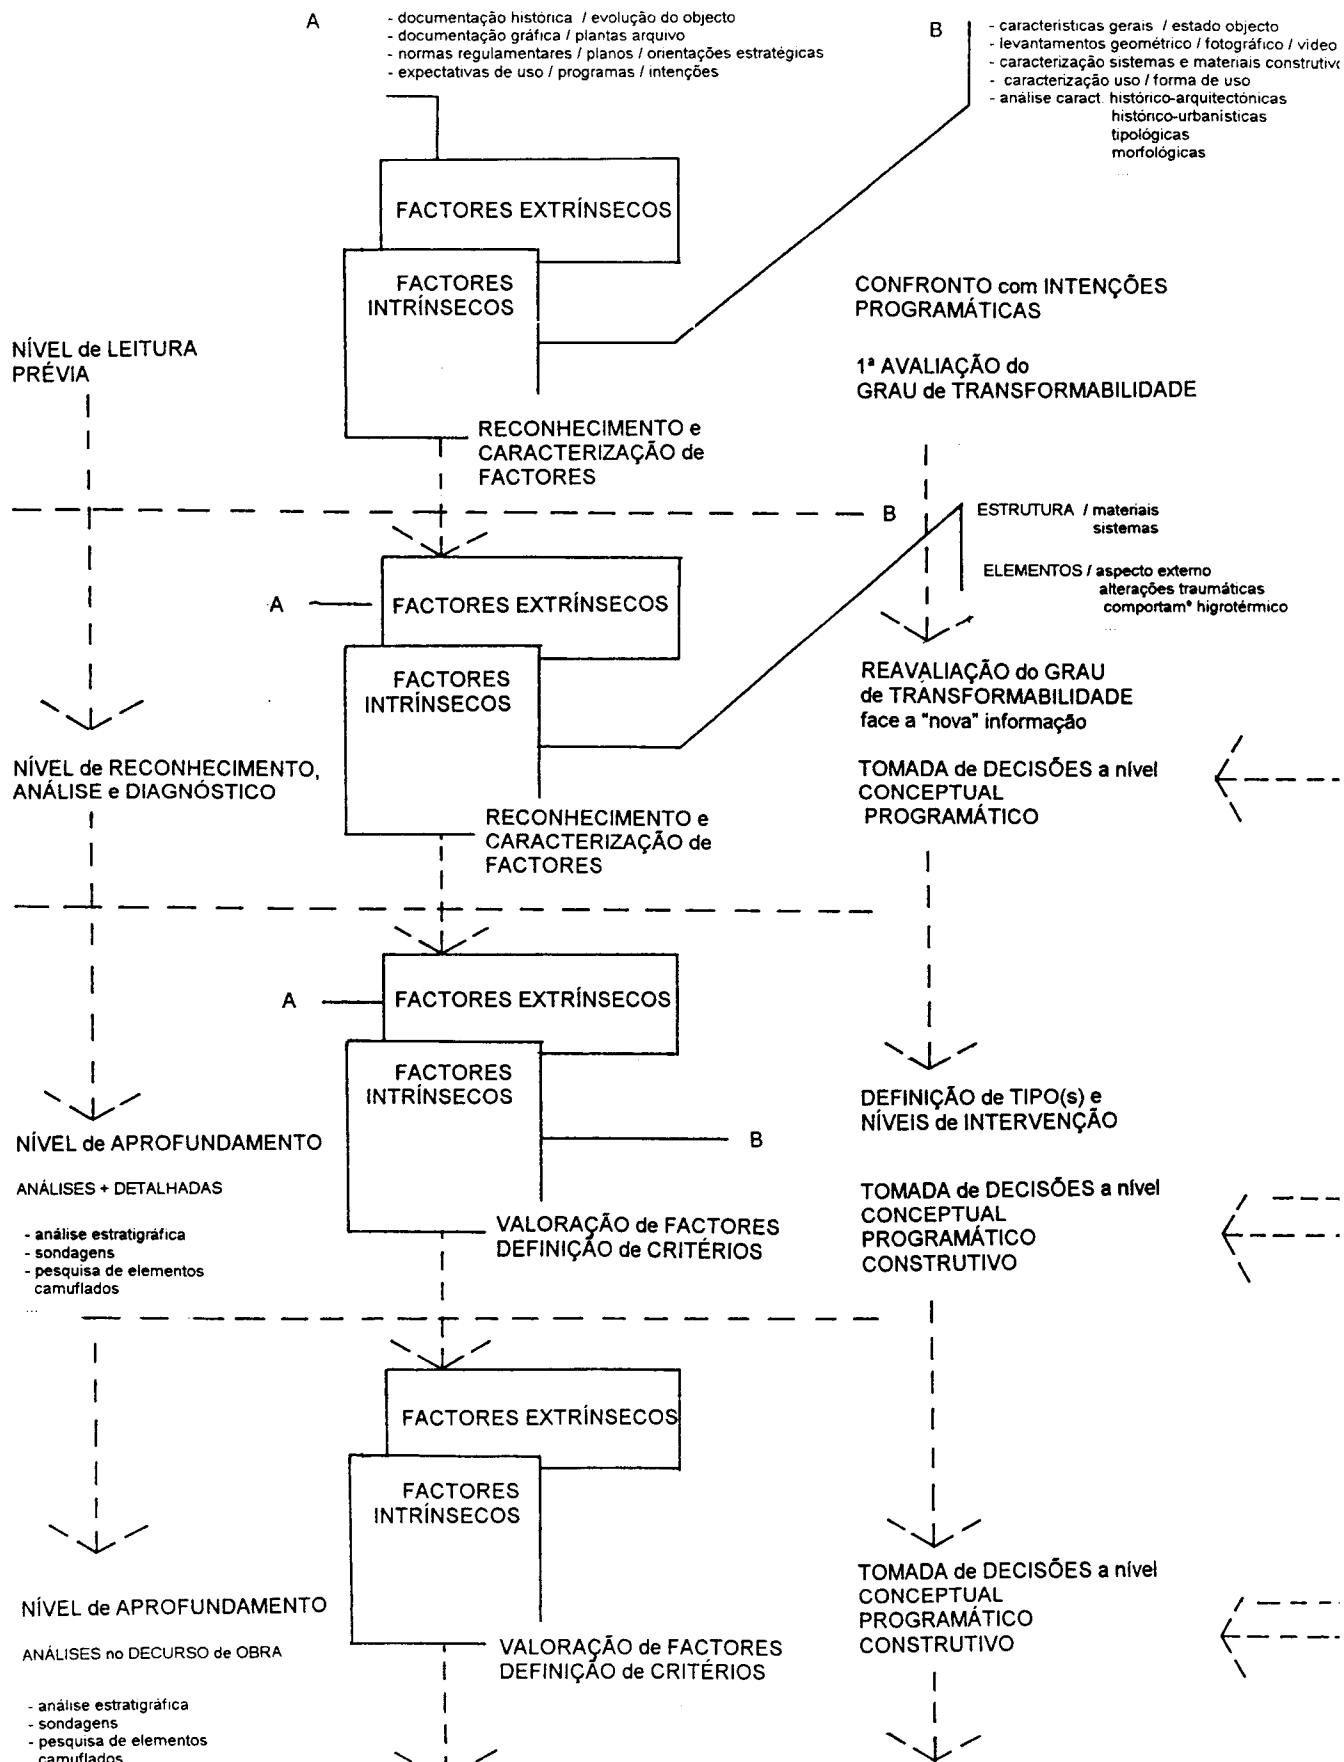 A
- documentação histórica / evolução do objecto
- documentação gráfica / plantas arquivo
- normas regulamentares / planos / orientações estratégicas
- expectativas de uso / programas / intenções
B
- características gerais / estado objecto
- levantamentos geométrico / fotográfico / video
- caracterização sistemas e materiais construtivo
- caracterização uso / forma de uso
- análise caract. histórico-arquitectónicas
histórico-urbanísticas
tipológicas
morfológicas
...
FACTORES EXTRÍNSECOS
FACTORES
INTRÍNSECOS
CONFRONTO com INTENÇÕES
PROGRAMÁTICAS
NÍVEL de LEITURA
PRÉVIA
1ª AVALIAÇÃO do
GRAU de TRANSFORMABILIDADE
RECONHECIMENTO e
CARACTERIZAÇÃO de
FACTORES
B
ESTRUTURA / materiais
sistemas
ELEMENTOS / aspecto externo
alterações traumáticas
comportamº higrotérmico
...
A
FACTORES EXTRÍNSECOS
FACTORES
INTRÍNSECOS
REAVALIAÇÃO do GRAU
de TRANSFORMABILIDADE
face a "nova" informação
NÍVEL de RECONHECIMENTO,
ANÁLISE e DIAGNÓSTICO
TOMADA de DECISÕES a nível
CONCEPTUAL
PROGRAMÁTICO
RECONHECIMENTO e
CARACTERIZAÇÃO de
FACTORES
A
FACTORES EXTRÍNSECOS
FACTORES
INTRÍNSECOS
B
DEFINIÇÃO de TIPO(s) e
NÍVEIS de INTERVENÇÃO
NÍVEL de APROFUNDAMENTO
ANÁLISES + DETALHADAS
- análise estratigráfica
- sondagens
- pesquisa de elementos
camuflados
...
VALORAÇÃO de FACTORES
DEFINIÇÃO de CRITÉRIOS
TOMADA de DECISÕES a nível
CONCEPTUAL
PROGRAMÁTICO
CONSTRUTIVO
FACTORES EXTRÍNSECOS
FACTORES
INTRÍNSECOS
NÍVEL de APROFUNDAMENTO
ANÁLISES no DECURSO de OBRA
- análise estratigráfica
- sondagens
- pesquisa de elementos
camuflados
VALORAÇÃO de FACTORES
DEFINIÇÃO de CRITÉRIOS
TOMADA de DECISÕES a nível
CONCEPTUAL
PROGRAMÁTICO
CONSTRUTIVO